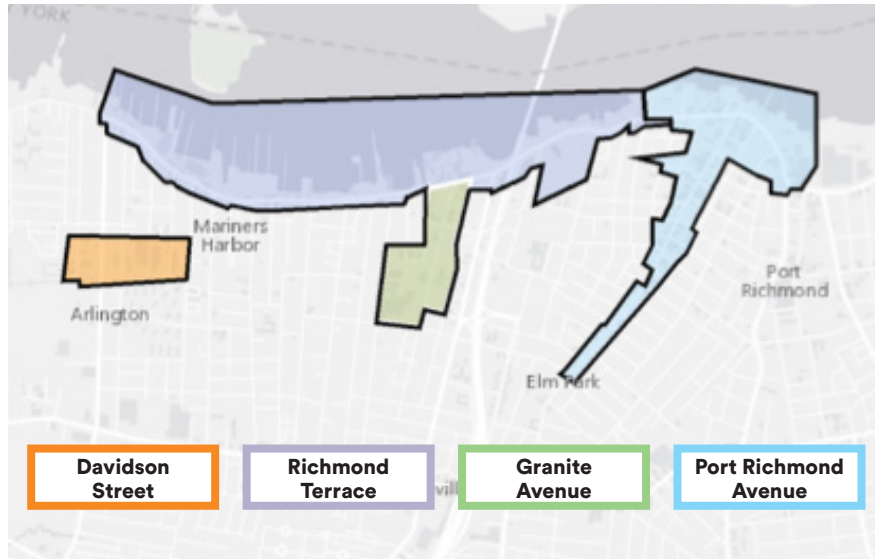 YORK
Mariners
Harbor
Arlington
Port
Richmond
Elm Park
Davidson
Street
Richmond
Terrace
Granite
Avenue
Port Richmond
Avenue